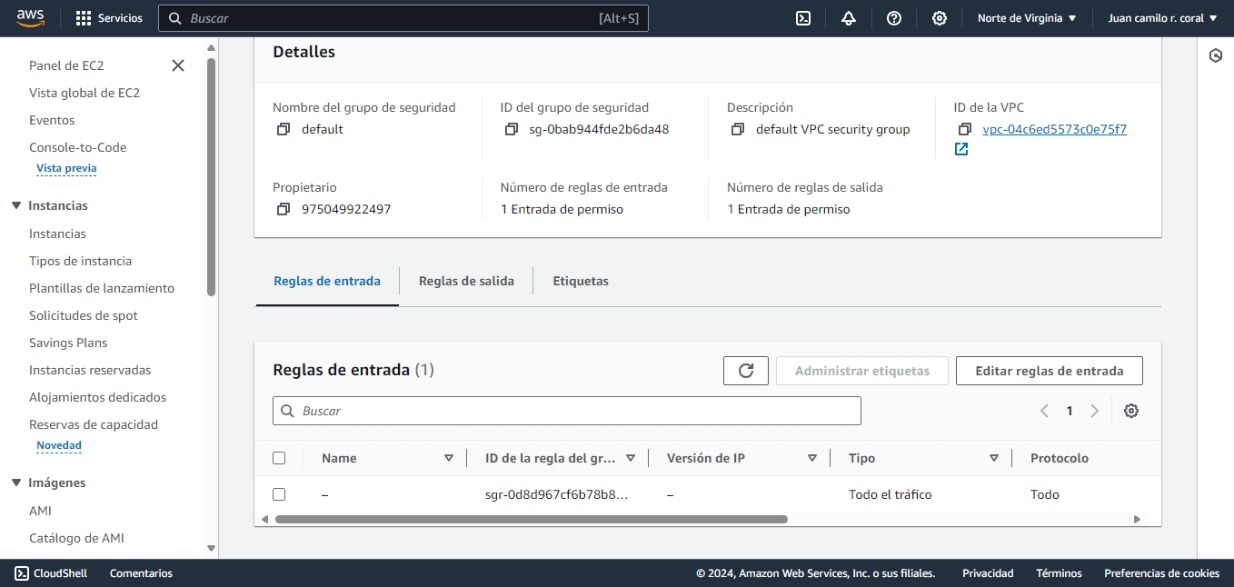 aws Servicios Buscar [Alt+S] Norte de Virginia Juan camilo r. coral
Panel de EC2
Vista global de EC2
Eventos
Console-to-Code
Vista previa
Instancias
Instancias
Tipos de instancia
Plantillas de lanzamiento
Solicitudes de spot
Savings Plans
Instancias reservadas
Alojamientos dedicados
Reservas de capacidad
Novedad
Imágenes
AMI
Catálogo de AMI
Detalles
Nombre del grupo de seguridad
default
ID del grupo de seguridad
sg-0bab944fde2b6da48
Descripción
default VPC security group
ID de la VPC
vpc-04c6ed5573c0e75f7
Propietario
975049922497
Número de reglas de entrada
1 Entrada de permiso
Número de reglas de salida
1 Entrada de permiso
Reglas de entrada Reglas de salida Etiquetas
Reglas de entrada (1) Administrar etiquetas Editar reglas de entrada
Buscar 1
Name ID de la regla del gr... Versión de IP Tipo Protocolo
– sgr-0d8d967cf6b78b8... – Todo el tráfico Todo
CloudShell Comentarios © 2024, Amazon Web Services, Inc. o sus filiales. Privacidad Términos Preferencias de cookies